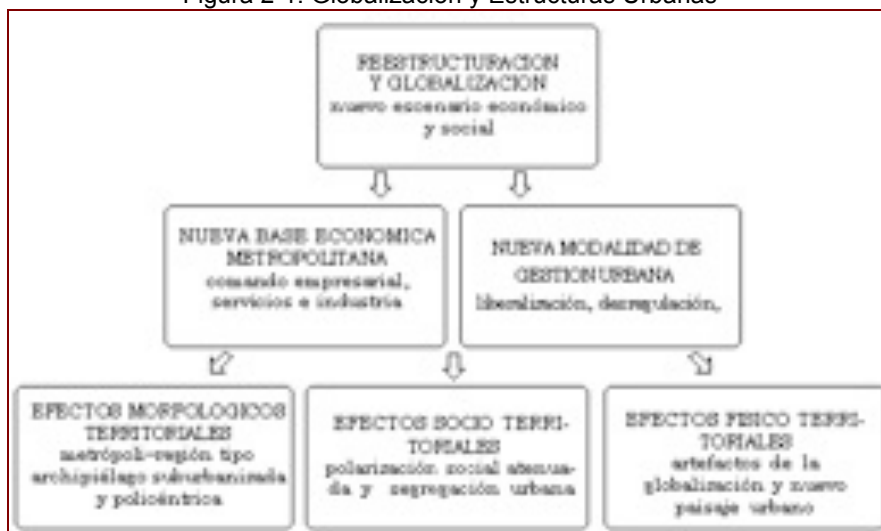 Figura 2-1: Globalización y Estructuras Urbanas
REESTRUCTURACION
Y GLOBALIZACION
nuevo escenario económico
y social
NUEVA BASE ECONOMICA
METROPOLITANA
comando empresarial,
servicios e industria
NUEVA MODALIDAD DE
GESTION URBANA
liberalización, desregulación,
EFECTOS MORFOLOGICOS
TERRITORIALES
metrópoli-región tipo
archipiélago suburbanizada
y policéntrica
EFECTOS SOCIO TERRI-
TORIALES
polarización social atenua-
da y segregación urbana
EFECTOS FISICO TERRI-
TORIALES
artefactos de la
globalización y nuevo
paisaje urbano